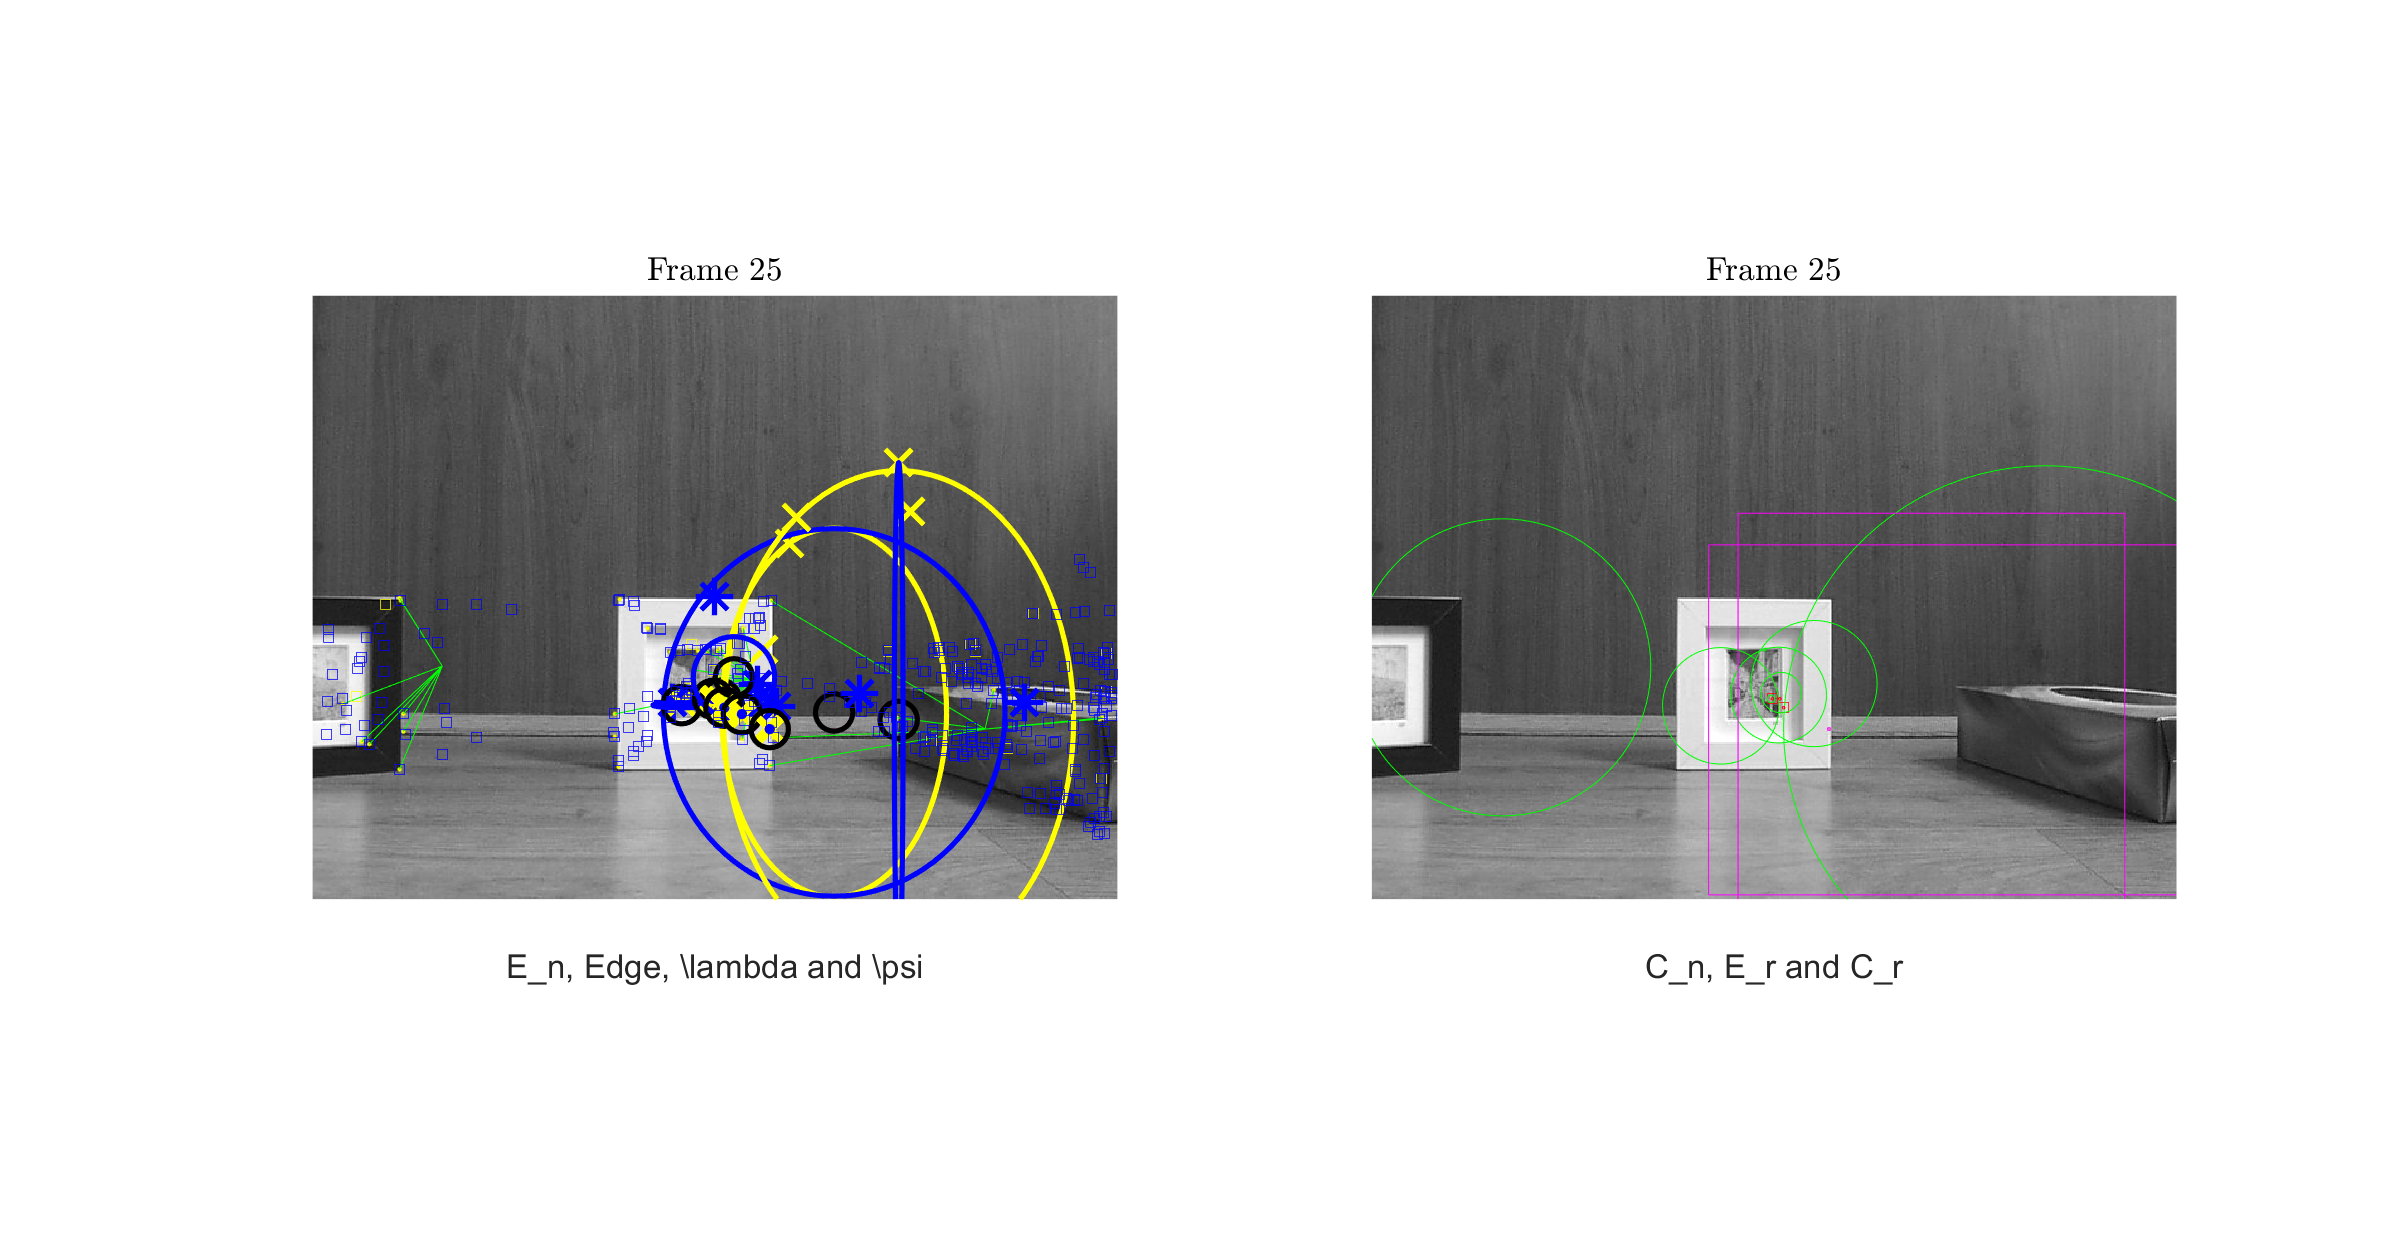 Frame 25
Frame 25
E_n, Edge, \lambda and \psi
C_n, E_r and C_r